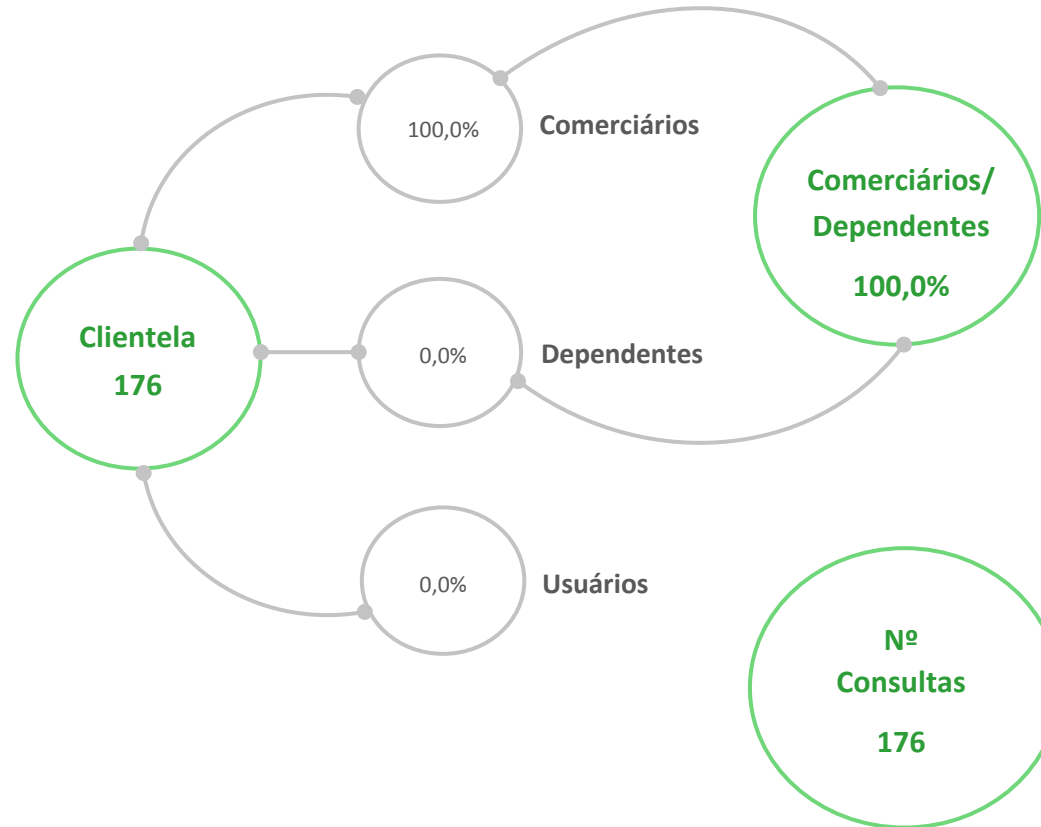 100,0%
Comerciários
Comerciários/
Dependentes
100,0%
Clientela
176
0,0%
Dependentes
0,0%
Usuários
Nº
Consultas
176